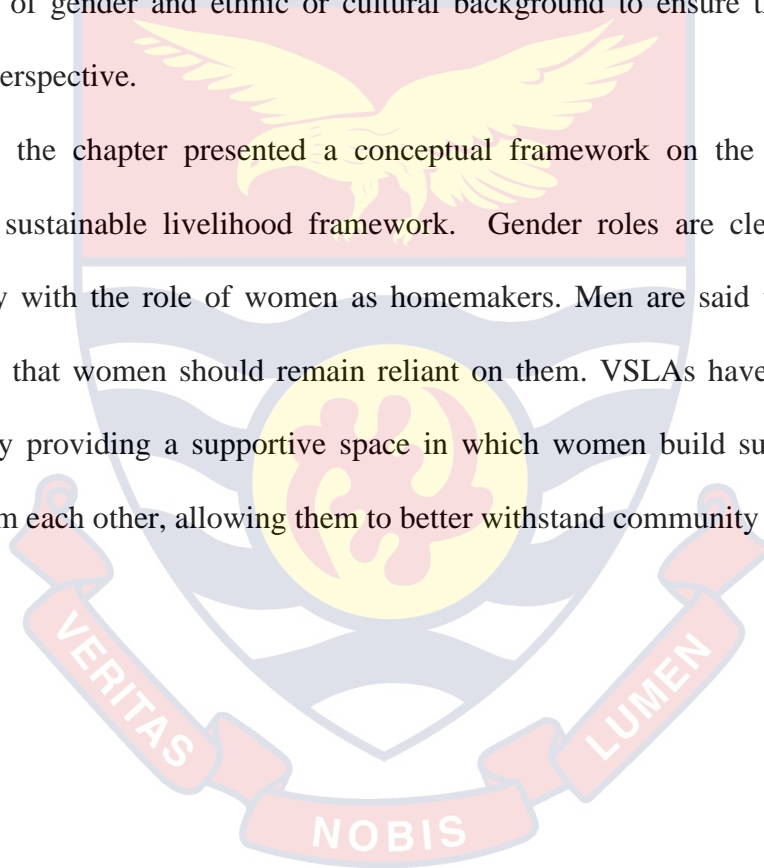 of gender and ethnic or cultural background to ensure t
erspective.
the chapter presented a conceptual framework on the
sustainable livelihood framework. Gender roles are cle
y with the role of women as homemakers. Men are said
that women should remain reliant on them. VSLAs have
y providing a supportive space in which women build su
m each other, allowing them to better withstand community
VERITAS
NOBIS
LUMEN